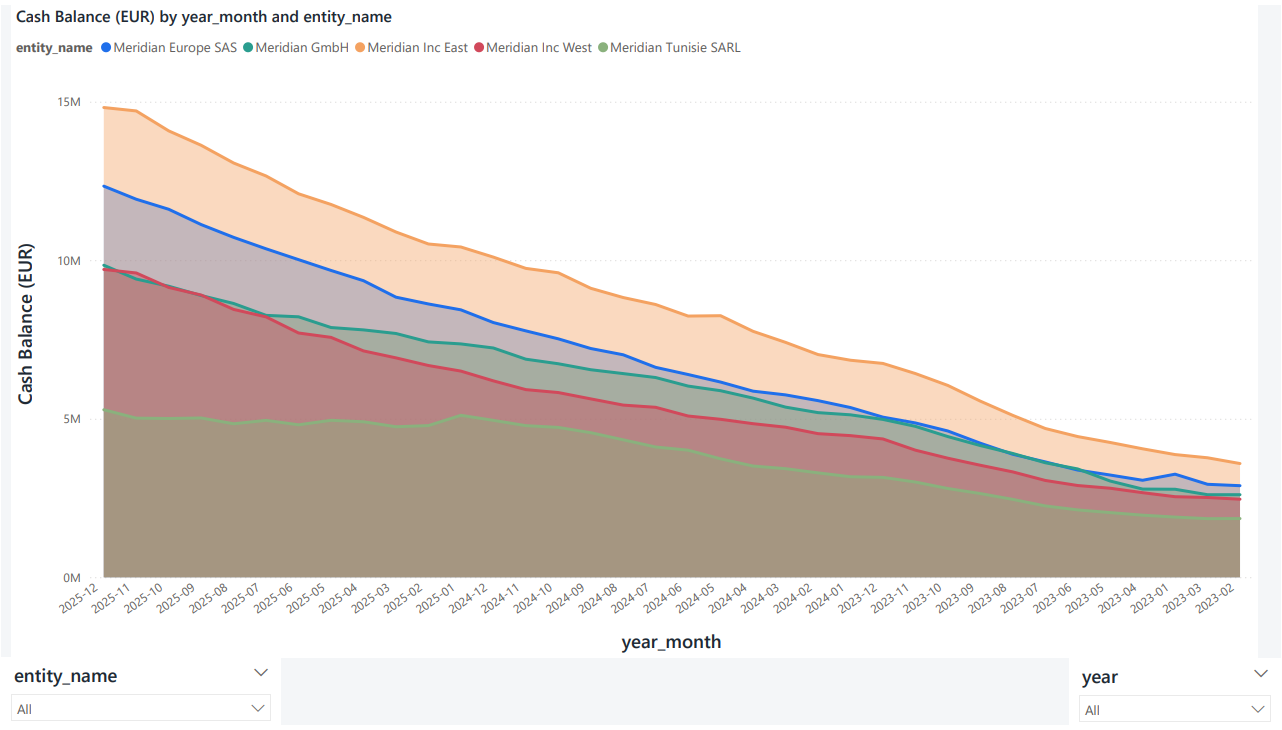 Cash Balance (EUR) by year_month and entity_name
entity_name Meridian Europe SAS Meridian GmbH Meridian Inc East Meridian Inc West Meridian Tunisie SARL
15M
10M
5M
0M
Cash Balance (EUR)
2025-12 2025-11 2025-10 2025-09 2025-08 2025-07 2025-06 2025-05 2025-04 2025-03 2025-02 2025-01 2024-12 2024-11 2024-10 2024-09 2024-08 2024-07 2024-06 2024-05 2024-04 2024-03 2024-02 2024-01 2023-12 2023-11 2023-10 2023-09 2023-08 2023-07 2023-06 2023-05 2023-04 2023-01 2023-03 2023-02
year_month
entity_name
All
year
All